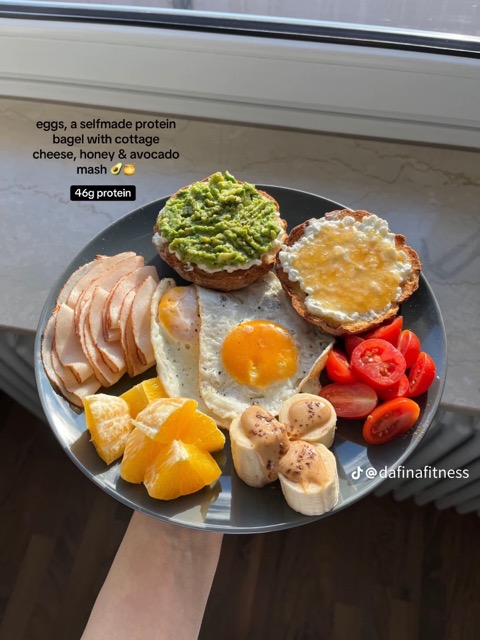 eggs, a selfmade protein
bagel with cottage
cheese, honey & avocado
mash 🥑🍯
46g protein
@dafinafitness